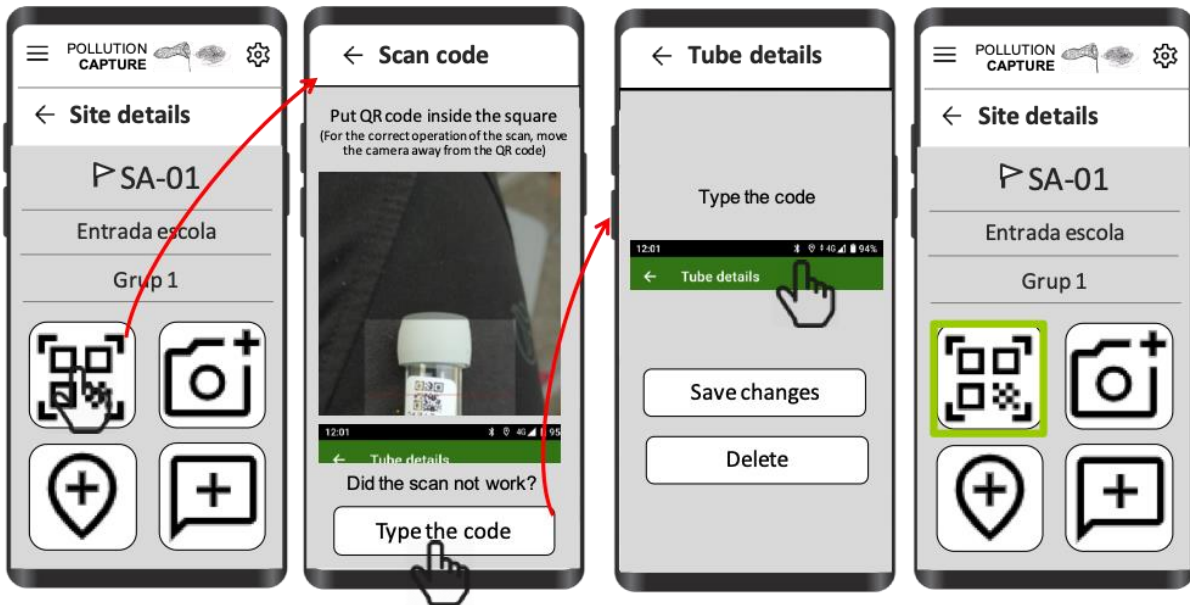 POLLUTION
CAPTURE
← Site details
SA-01
Entrada escola
Grup 1
← Scan code
Put QR code inside the square
(For the correct operation of the scan, move
the camera away from the QR code)
12:01 4G 95
← Tube details
Did the scan not work?
Type the code
← Tube details
Type the code
12:01 4G 94%
← Tube details
Save changes
Delete
POLLUTION
CAPTURE
← Site details
SA-01
Entrada escola
Grup 1